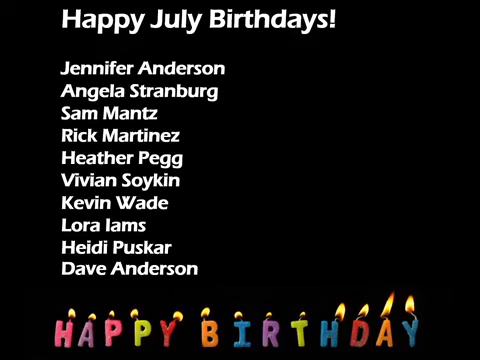 Happy July Birthdays!
Jennifer Anderson
Angela Stranburg
Sam Mantz
Rick Martinez
Heather Pegg
Vivian Soykin
Kevin Wade
Lora Iams
Heidi Puskar
Dave Anderson
HAPPY BIRTHDAY